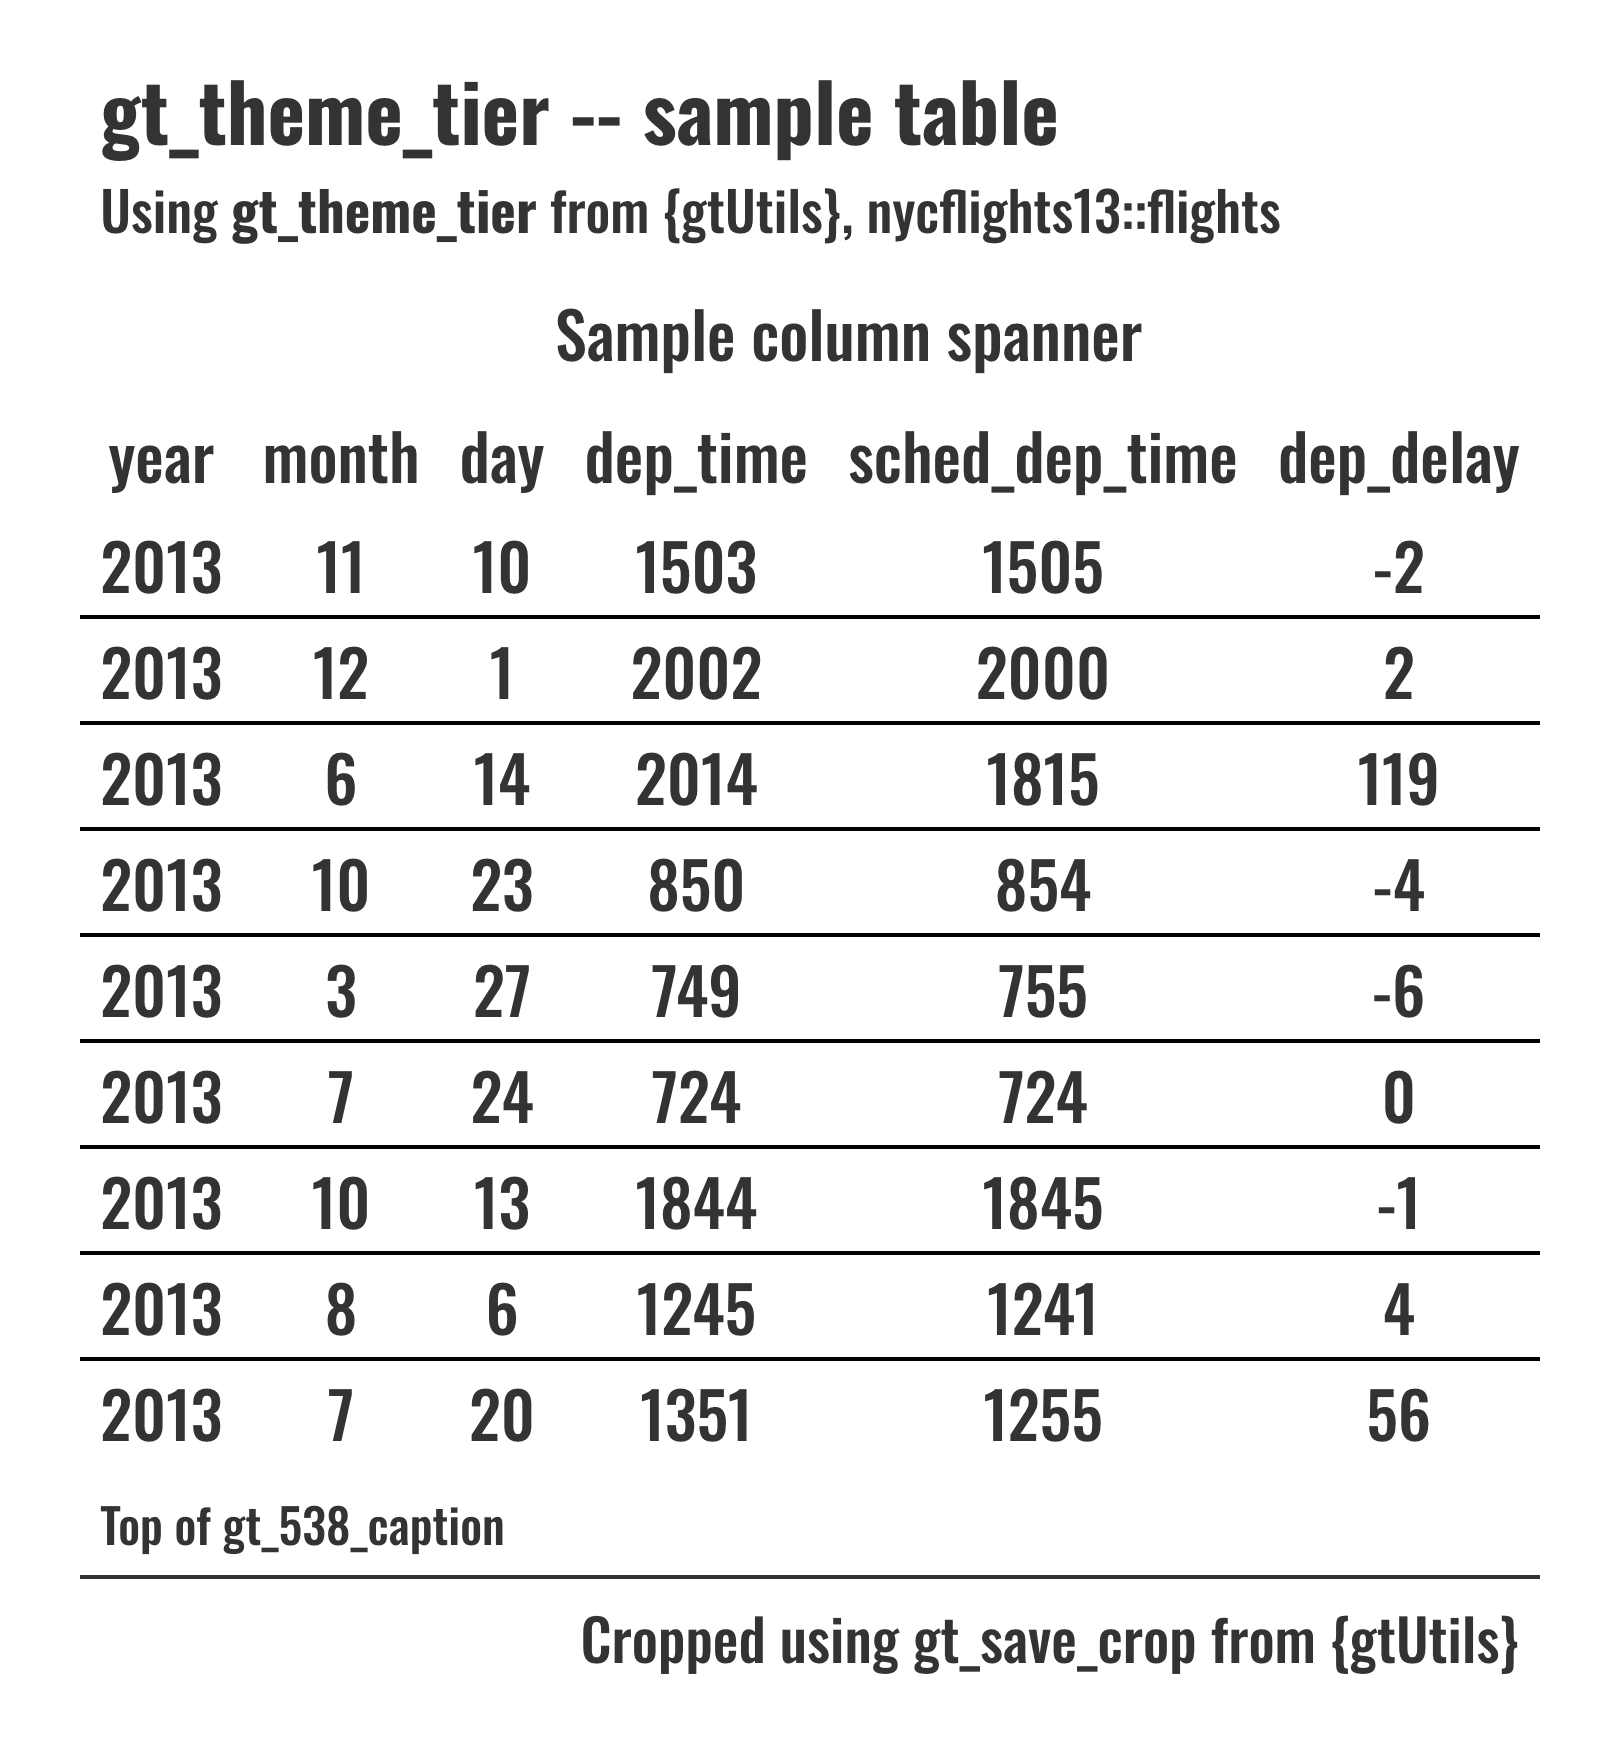 gt_theme_tier -- sample table
Using gt_theme_tier from {gtUtils}, nycflights13::flights
Sample column spanner
year month day dep_time sched_dep_time dep_delay
2013 11 10 1503 1505 -2
2013 12 1 2002 2000 2
2013 6 14 2014 1815 119
2013 10 23 850 854 -4
2013 3 27 749 755 -6
2013 7 24 724 724 0
2013 10 13 1844 1845 -1
2013 8 6 1245 1241 4
2013 7 20 1351 1255 56
Top of gt_538_caption
Cropped using gt_save_crop from {gtUtils}